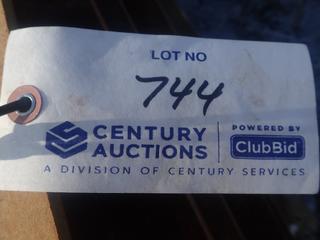 LOT NO
744
CENTURY
AUCTIONS
POWERED BY
ClubBid
A DIVISION OF CENTURY SERVICES